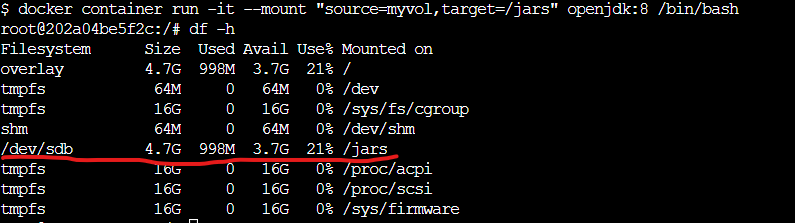 $ docker container run -it --mount "source=myvol,target=/jars" openjdk:8 /bin/bash
root@202a04be5f2c:/# df -h
Filesystem      Size  Used Avail Use% Mounted on
overlay         4.7G  998M  3.7G  21% /
tmpfs            64M     0   64M   0% /dev
tmpfs            16G     0   16G   0% /sys/fs/cgroup
shm              64M     0   64M   0% /dev/shm
/dev/sdb        4.7G  998M  3.7G  21% /jars
tmpfs            16G     0   16G   0% /proc/acpi
tmpfs            16G     0   16G   0% /proc/scsi
tmpfs            16G     0   16G   0% /sys/firmware